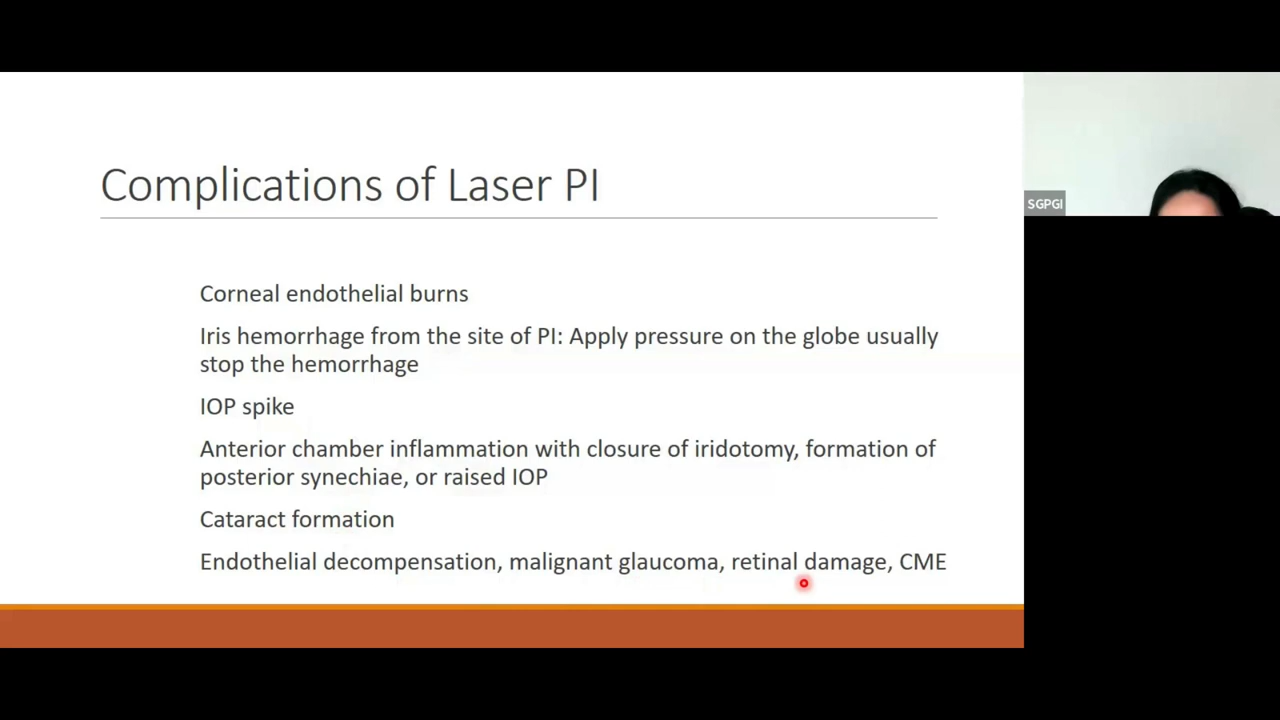 Complications of Laser PI
SGPGI
Corneal endothelial burns
Iris hemorrhage from the site of PI: Apply pressure on the globe usually
stop the hemorrhage
IOP spike
Anterior chamber inflammation with closure of iridotomy, formation of
posterior synechiae, or raised IOP
Cataract formation
Endothelial decompensation, malignant glaucoma, retinal damage, CME